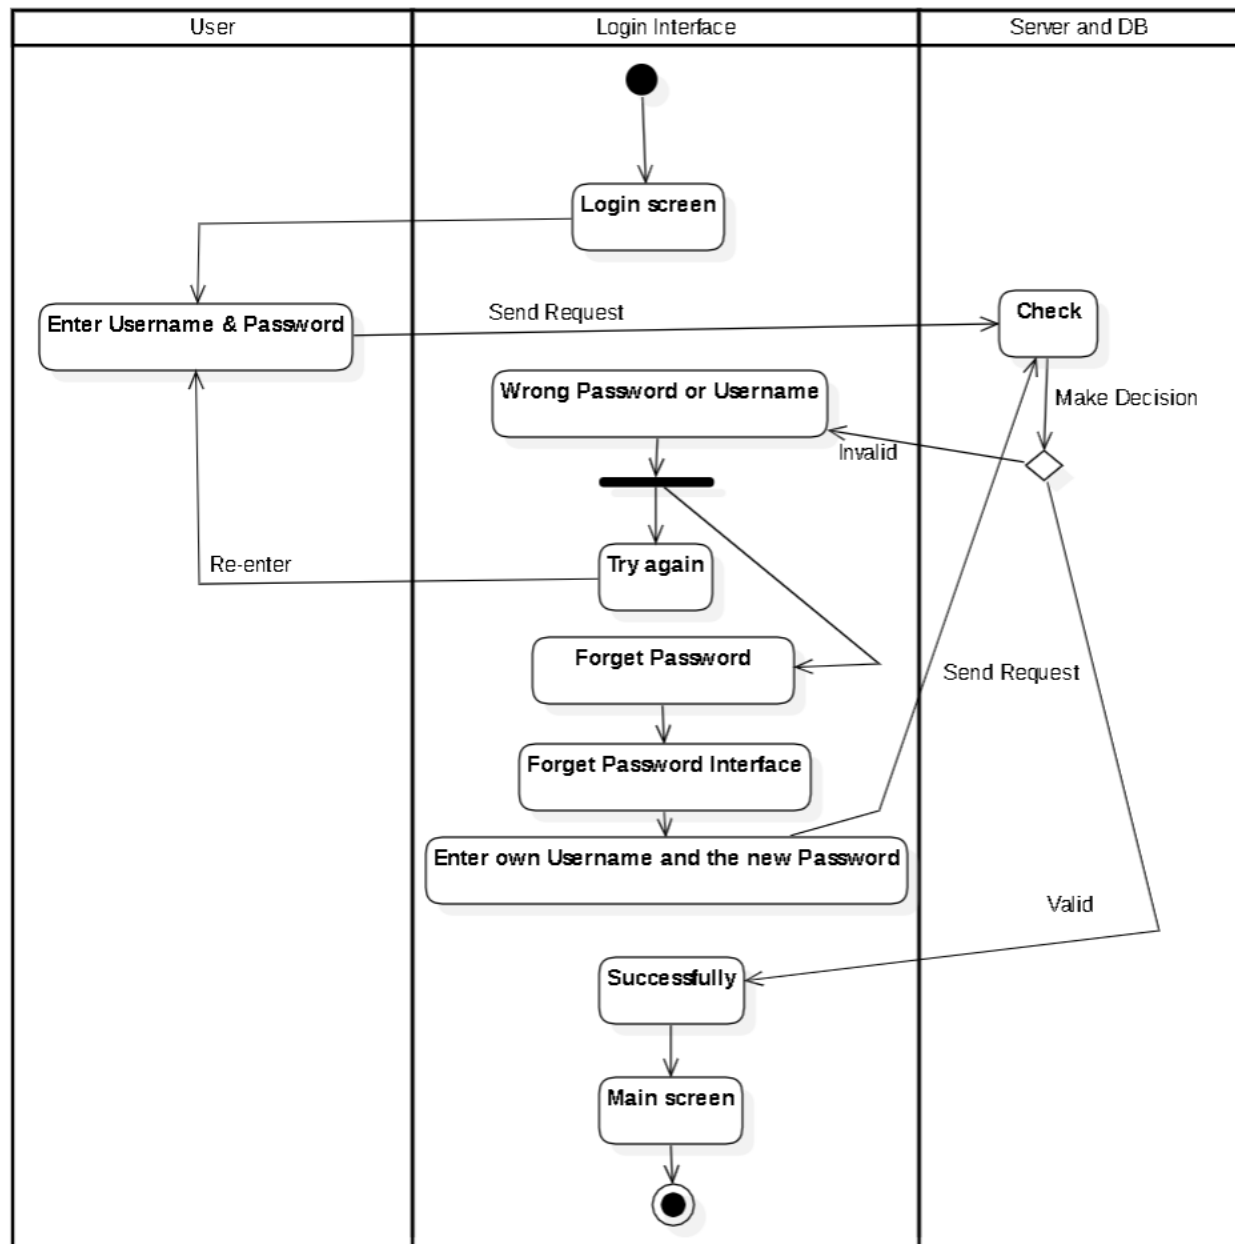 User
Login Interface
Server and DB
Login screen
Enter Username & Password
Send Request
Check
Wrong Password or Username
Make Decision
Invalid
Re-enter
Try again
Forget Password
Send Request
Forget Password Interface
Enter own Username and the new Password
Valid
Successfully
Main screen